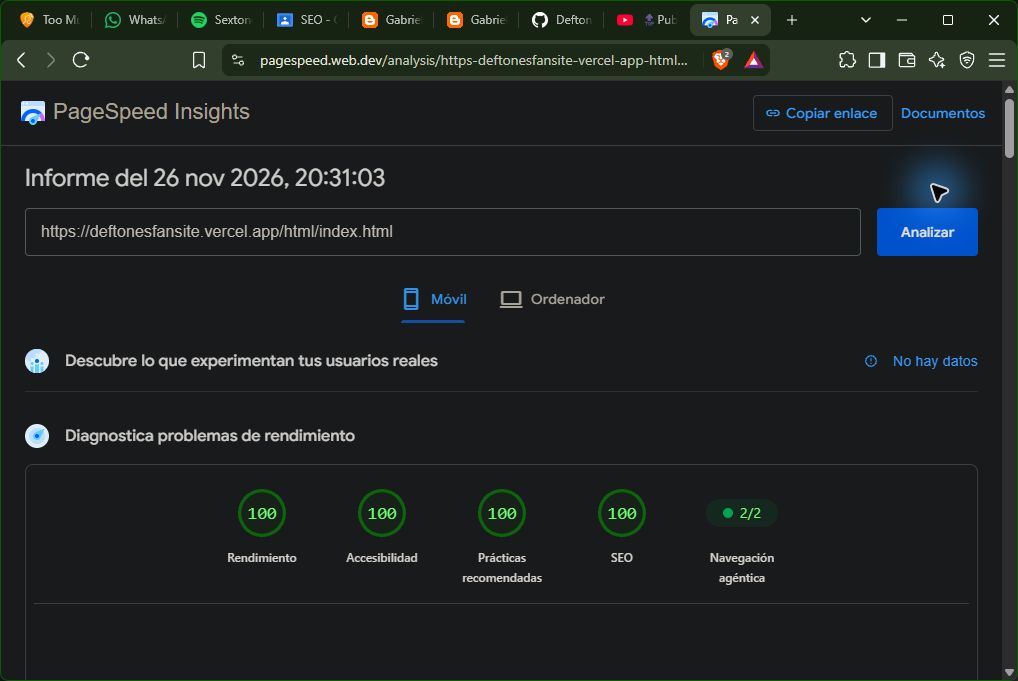 Too Mu
Whats
Sexton
SEO -
Gabrie
Gabrie
Defton
Pub
Pa
pagespeed.web.dev/analysis/https-deftonesfansite-vercel-app-html...
2
PageSpeed Insights
Copiar enlace
Documentos
Informe del 26 nov 2026, 20:31:03
https://deftonesfansite.vercel.app/html/index.html
Analizar
Móvil
Ordenador
Descubre lo que experimentan tus usuarios reales
No hay datos
Diagnostica problemas de rendimiento
100
100
100
100
2/2
Rendimiento
Accesibilidad
Prácticas
recomendadas
SEO
Navegación
agéntica